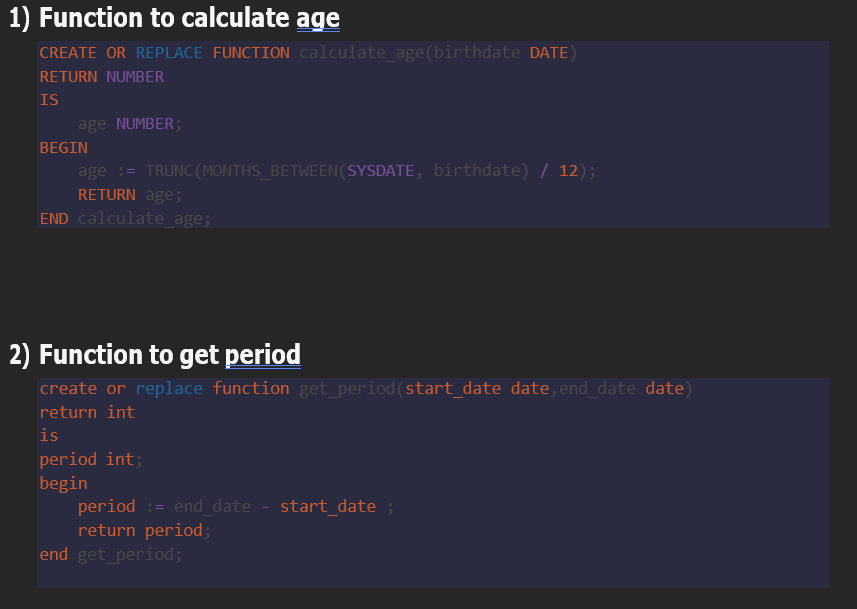 1) Function to calculate age
CREATE OR REPLACE FUNCTION calculate_age(birthdate DATE)
RETURN NUMBER
IS
    age NUMBER;
BEGIN
    age := TRUNC(MONTHS_BETWEEN(SYSDATE, birthdate) / 12);
    RETURN age;
END calculate_age;
2) Function to get period
create or replace function get_period(start_date date,end_date date)
return int
is
period int;
begin
    period := end_date - start_date ;
    return period;
end get_period;